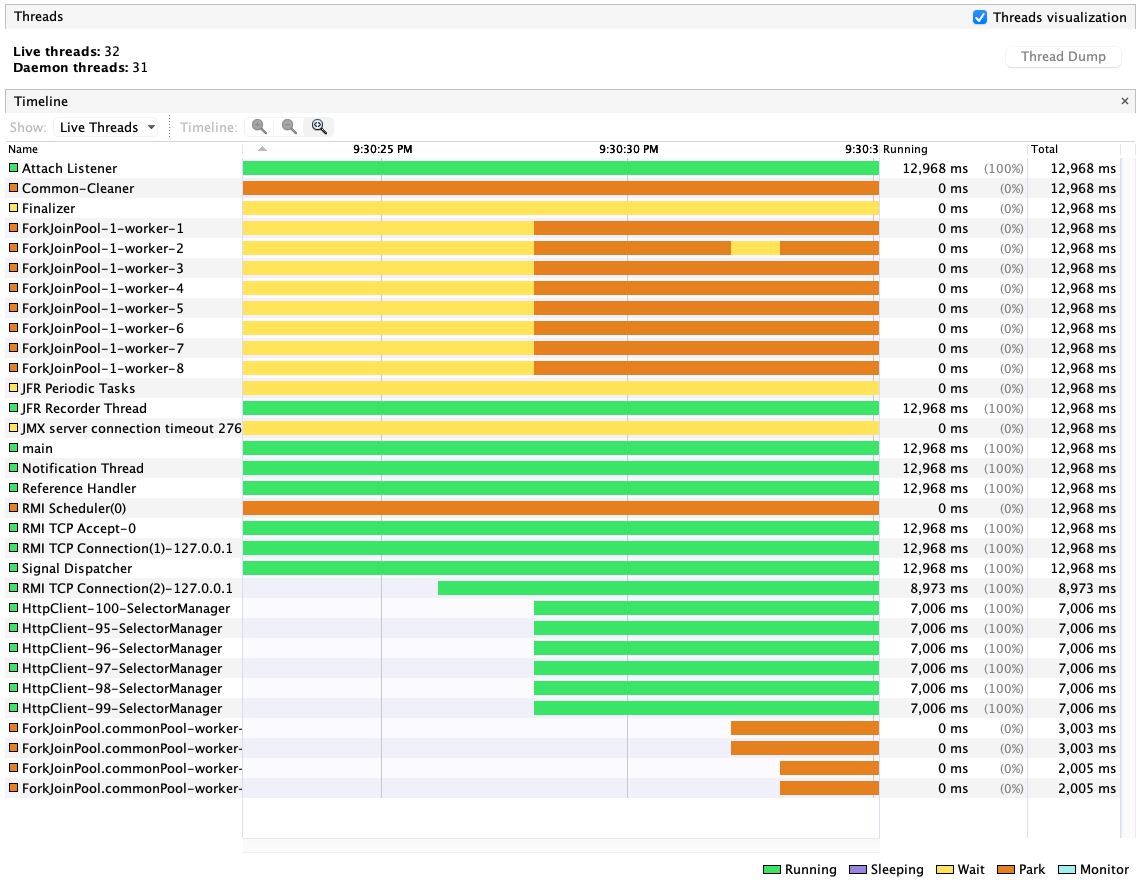 Threads
Threads visualization
Live threads: 32
Daemon threads: 31
Thread Dump
Timeline
×
Show: Live Threads Timeline:
Name 9:30:25 PM 9:30:30 PM 9:30:3 Running Total
Attach Listener 12,968 ms (100%) 12,968 ms
Common-Cleaner 0 ms (0%) 12,968 ms
Finalizer 0 ms (0%) 12,968 ms
ForkJoinPool-1-worker-1 0 ms (0%) 12,968 ms
ForkJoinPool-1-worker-2 0 ms (0%) 12,968 ms
ForkJoinPool-1-worker-3 0 ms (0%) 12,968 ms
ForkJoinPool-1-worker-4 0 ms (0%) 12,968 ms
ForkJoinPool-1-worker-5 0 ms (0%) 12,968 ms
ForkJoinPool-1-worker-6 0 ms (0%) 12,968 ms
ForkJoinPool-1-worker-7 0 ms (0%) 12,968 ms
ForkJoinPool-1-worker-8 0 ms (0%) 12,968 ms
JFR Periodic Tasks 0 ms (0%) 12,968 ms
JFR Recorder Thread 12,968 ms (100%) 12,968 ms
JMX server connection timeout 276 0 ms (0%) 12,968 ms
main 12,968 ms (100%) 12,968 ms
Notification Thread 12,968 ms (100%) 12,968 ms
Reference Handler 12,968 ms (100%) 12,968 ms
RMI Scheduler(0) 0 ms (0%) 12,968 ms
RMI TCP Accept-0 12,968 ms (100%) 12,968 ms
RMI TCP Connection(1)-127.0.0.1 12,968 ms (100%) 12,968 ms
Signal Dispatcher 12,968 ms (100%) 12,968 ms
RMI TCP Connection(2)-127.0.0.1 8,973 ms (100%) 8,973 ms
HttpClient-100-SelectorManager 7,006 ms (100%) 7,006 ms
HttpClient-95-SelectorManager 7,006 ms (100%) 7,006 ms
HttpClient-96-SelectorManager 7,006 ms (100%) 7,006 ms
HttpClient-97-SelectorManager 7,006 ms (100%) 7,006 ms
HttpClient-98-SelectorManager 7,006 ms (100%) 7,006 ms
HttpClient-99-SelectorManager 7,006 ms (100%) 7,006 ms
ForkJoinPool.commonPool-worker- 0 ms (0%) 3,003 ms
ForkJoinPool.commonPool-worker- 0 ms (0%) 3,003 ms
ForkJoinPool.commonPool-worker- 0 ms (0%) 2,005 ms
ForkJoinPool.commonPool-worker- 0 ms (0%) 2,005 ms
Running Sleeping Wait Park Monitor